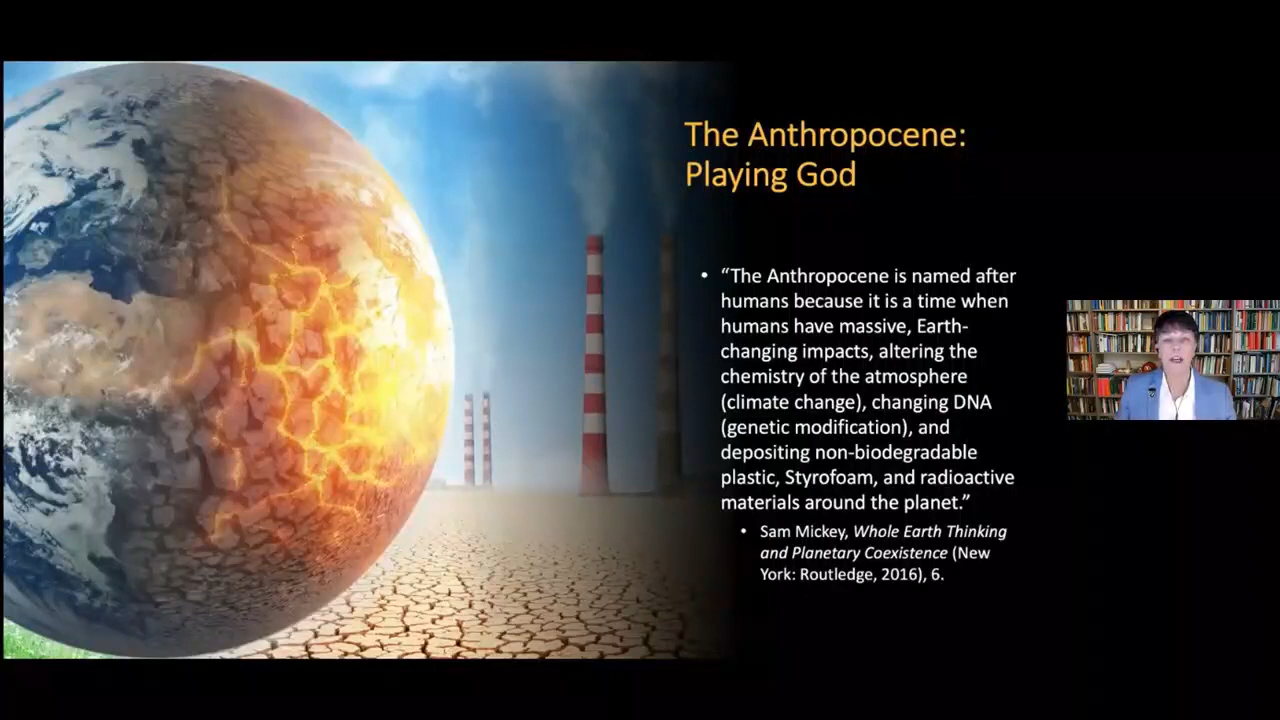 The Anthropocene:
Playing God
• “The Anthropocene is named after
humans because it is a time when
humans have massive, Earth-
changing impacts, altering the
chemistry of the atmosphere
(climate change), changing DNA
(genetic modification), and
depositing non-biodegradable
plastic, Styrofoam, and radioactive
materials around the planet.”
• Sam Mickey, Whole Earth Thinking
and Planetary Coexistence (New
York: Routledge, 2016), 6.